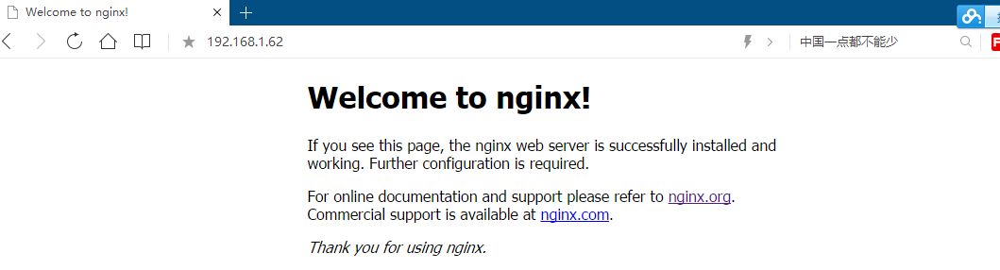 Welcome to nginx!
192.168.1.62
中国一点都不能少
Welcome to nginx!
If you see this page, the nginx web server is successfully installed and
working. Further configuration is required.
For online documentation and support please refer to nginx.org.
Commercial support is available at nginx.com.
Thank you for using nginx.